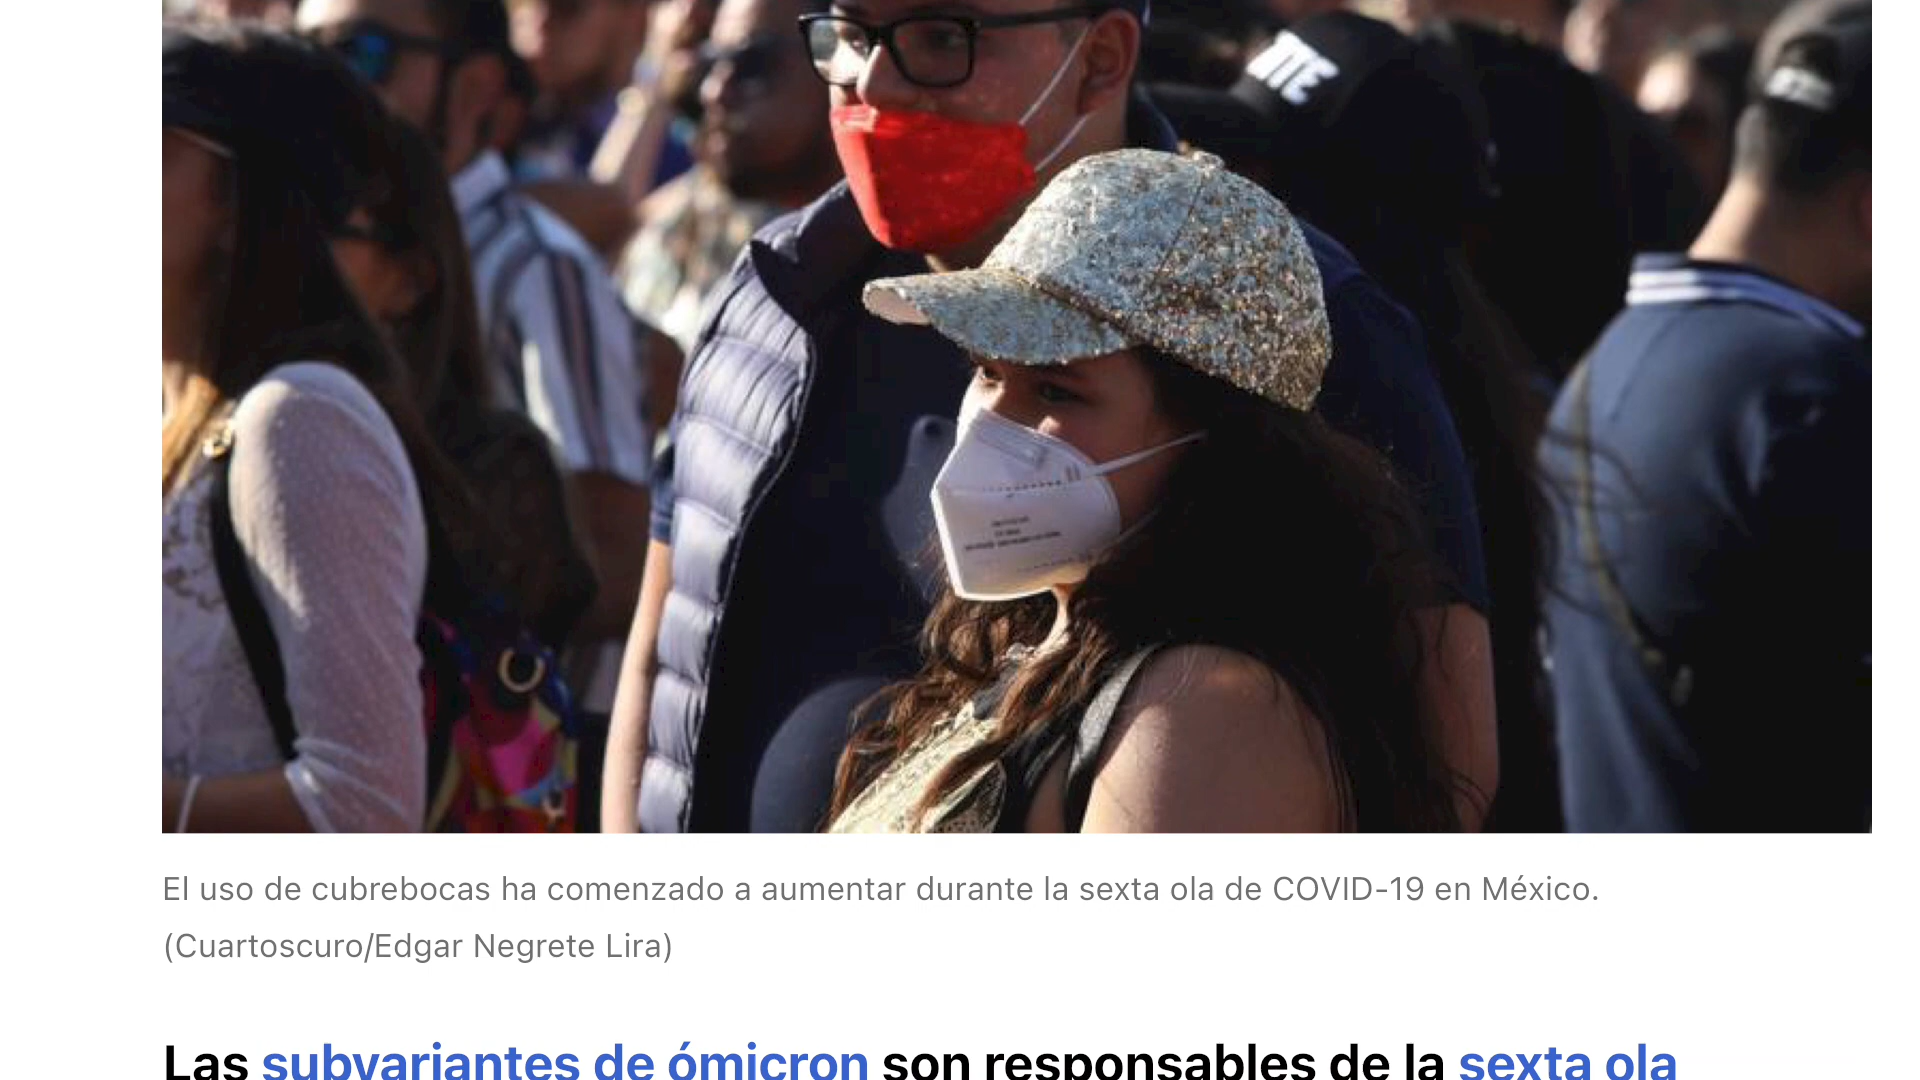 El uso de cubrebocas ha comenzado a aumentar durante la sexta ola de COVID-19 en México.
(Cuartoscuro/Edgar Negrete Lira)
Las subvariantes de ómicron son responsables de la sexta ola